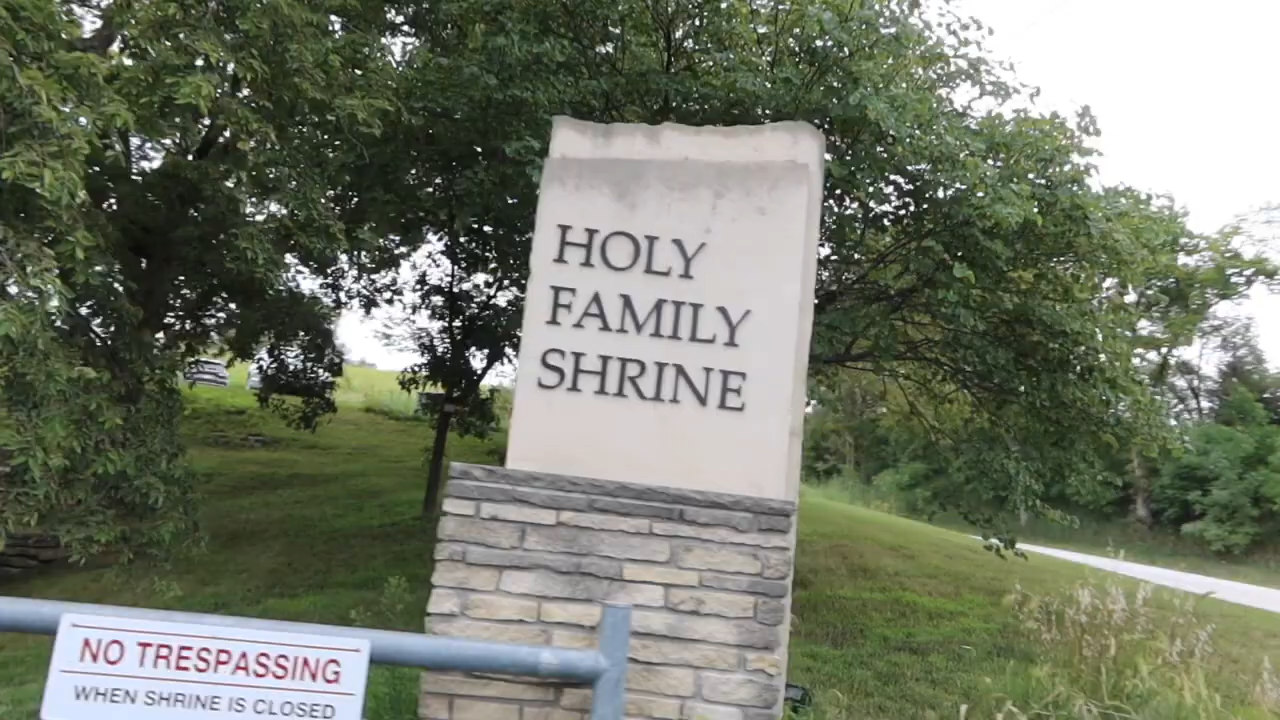 HOLY
FAMILY
SHRINE
NO TRESPASSING
WHEN SHRINE IS CLOSED